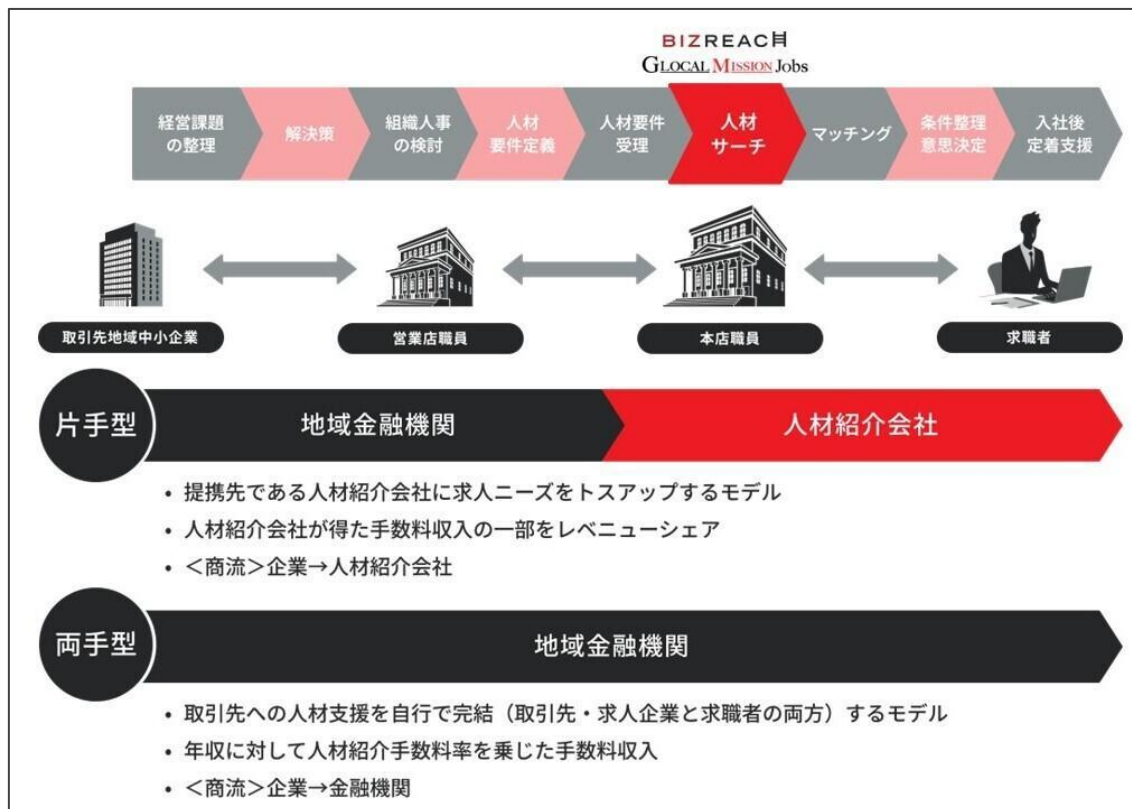 BIZREACH
GLOCAL MISSION Jobs
経営課題
の整理
解決策
組織人事
の検討
人材
要件定義
人材要件
受理
人材
サーチ
マッチング
条件整理
意思決定
入社後
定着支援
取引先地域中小企業
営業店職員
本店職員
求職者
片手型
地域金融機関
人材紹介会社
• 提携先である人材紹介会社に求人ニーズをトスアップするモデル
• 人材紹介会社が得た手数料収入の一部をレベニューシェア
• ＜商流＞企業→人材紹介会社
両手型
地域金融機関
• 取引先への人材支援を自行で完結（取引先・求人企業と求職者の両方）するモデル
• 年収に対して人材紹介手数料率を乗じた手数料収入
• ＜商流＞企業→金融機関